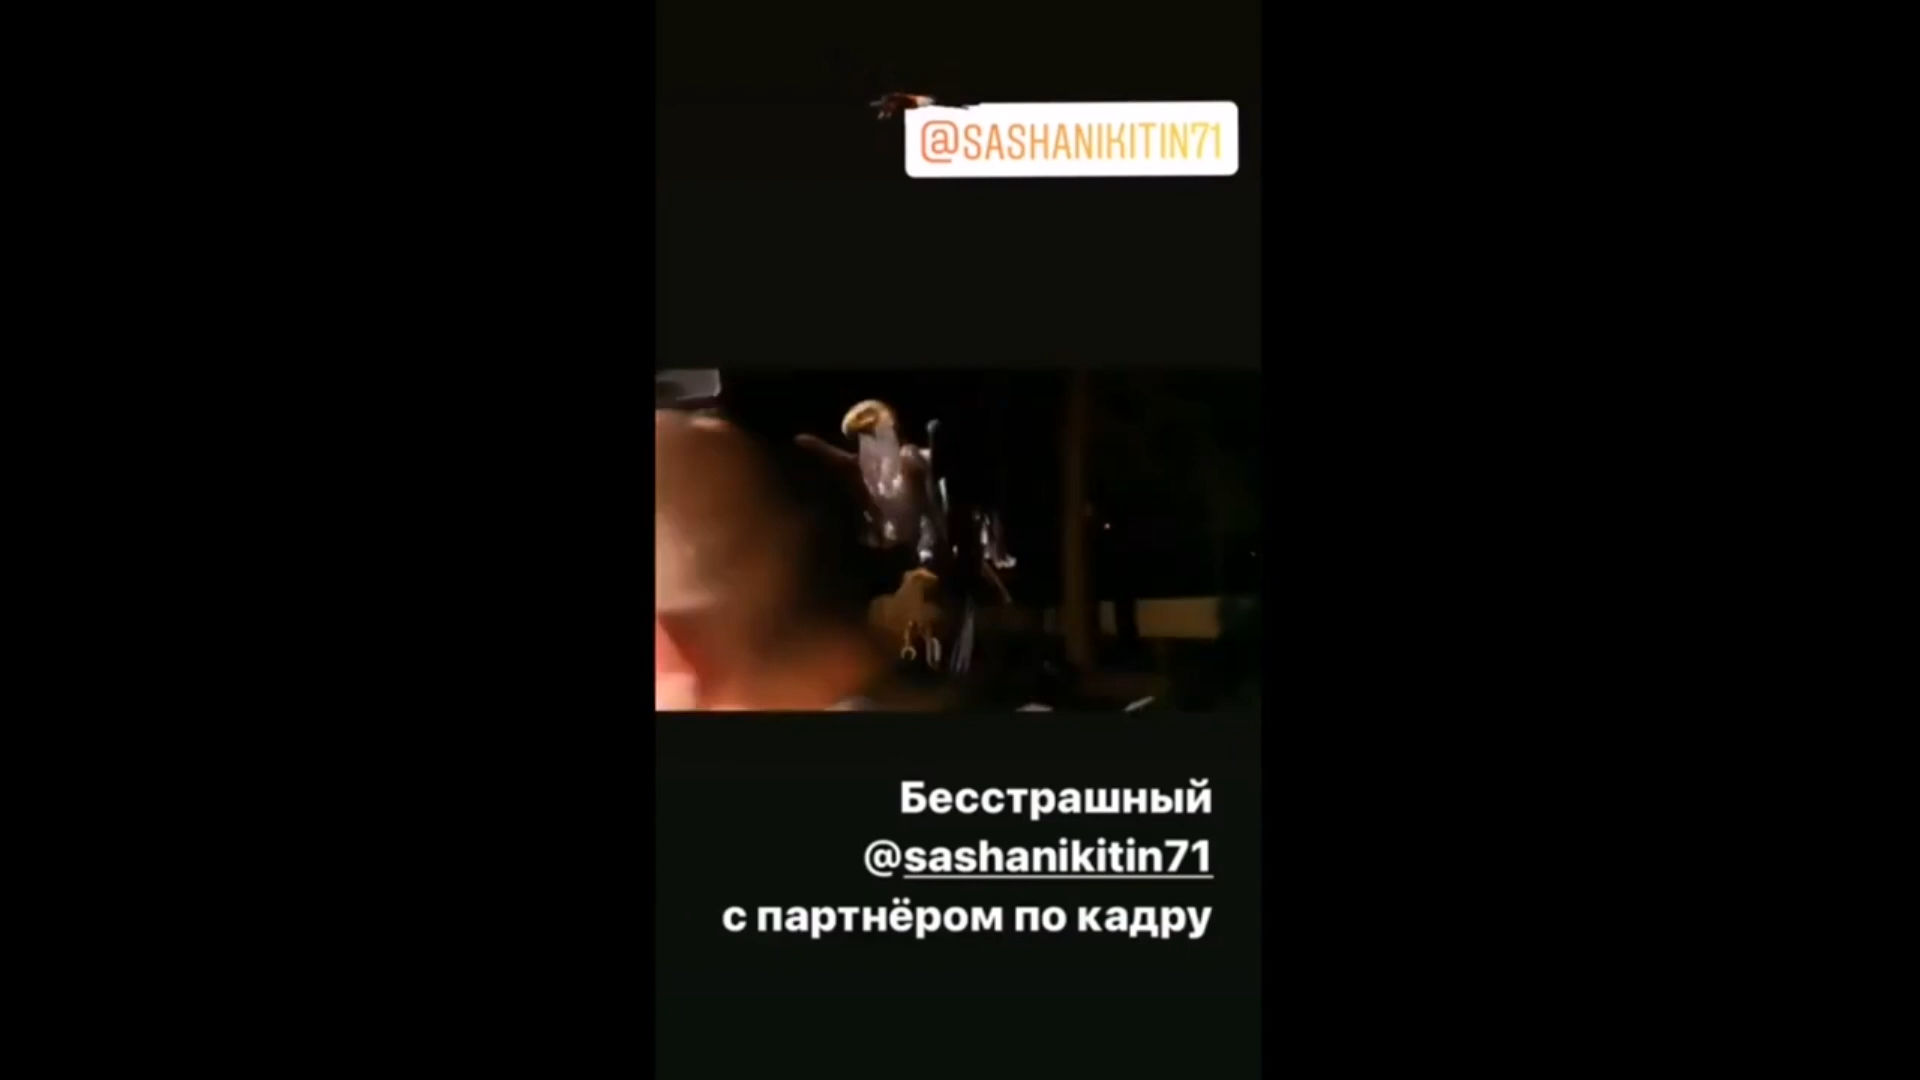 @SASHANIKITIN71
Бесстрашный
@sashanikitin71
с партнёром по кадру